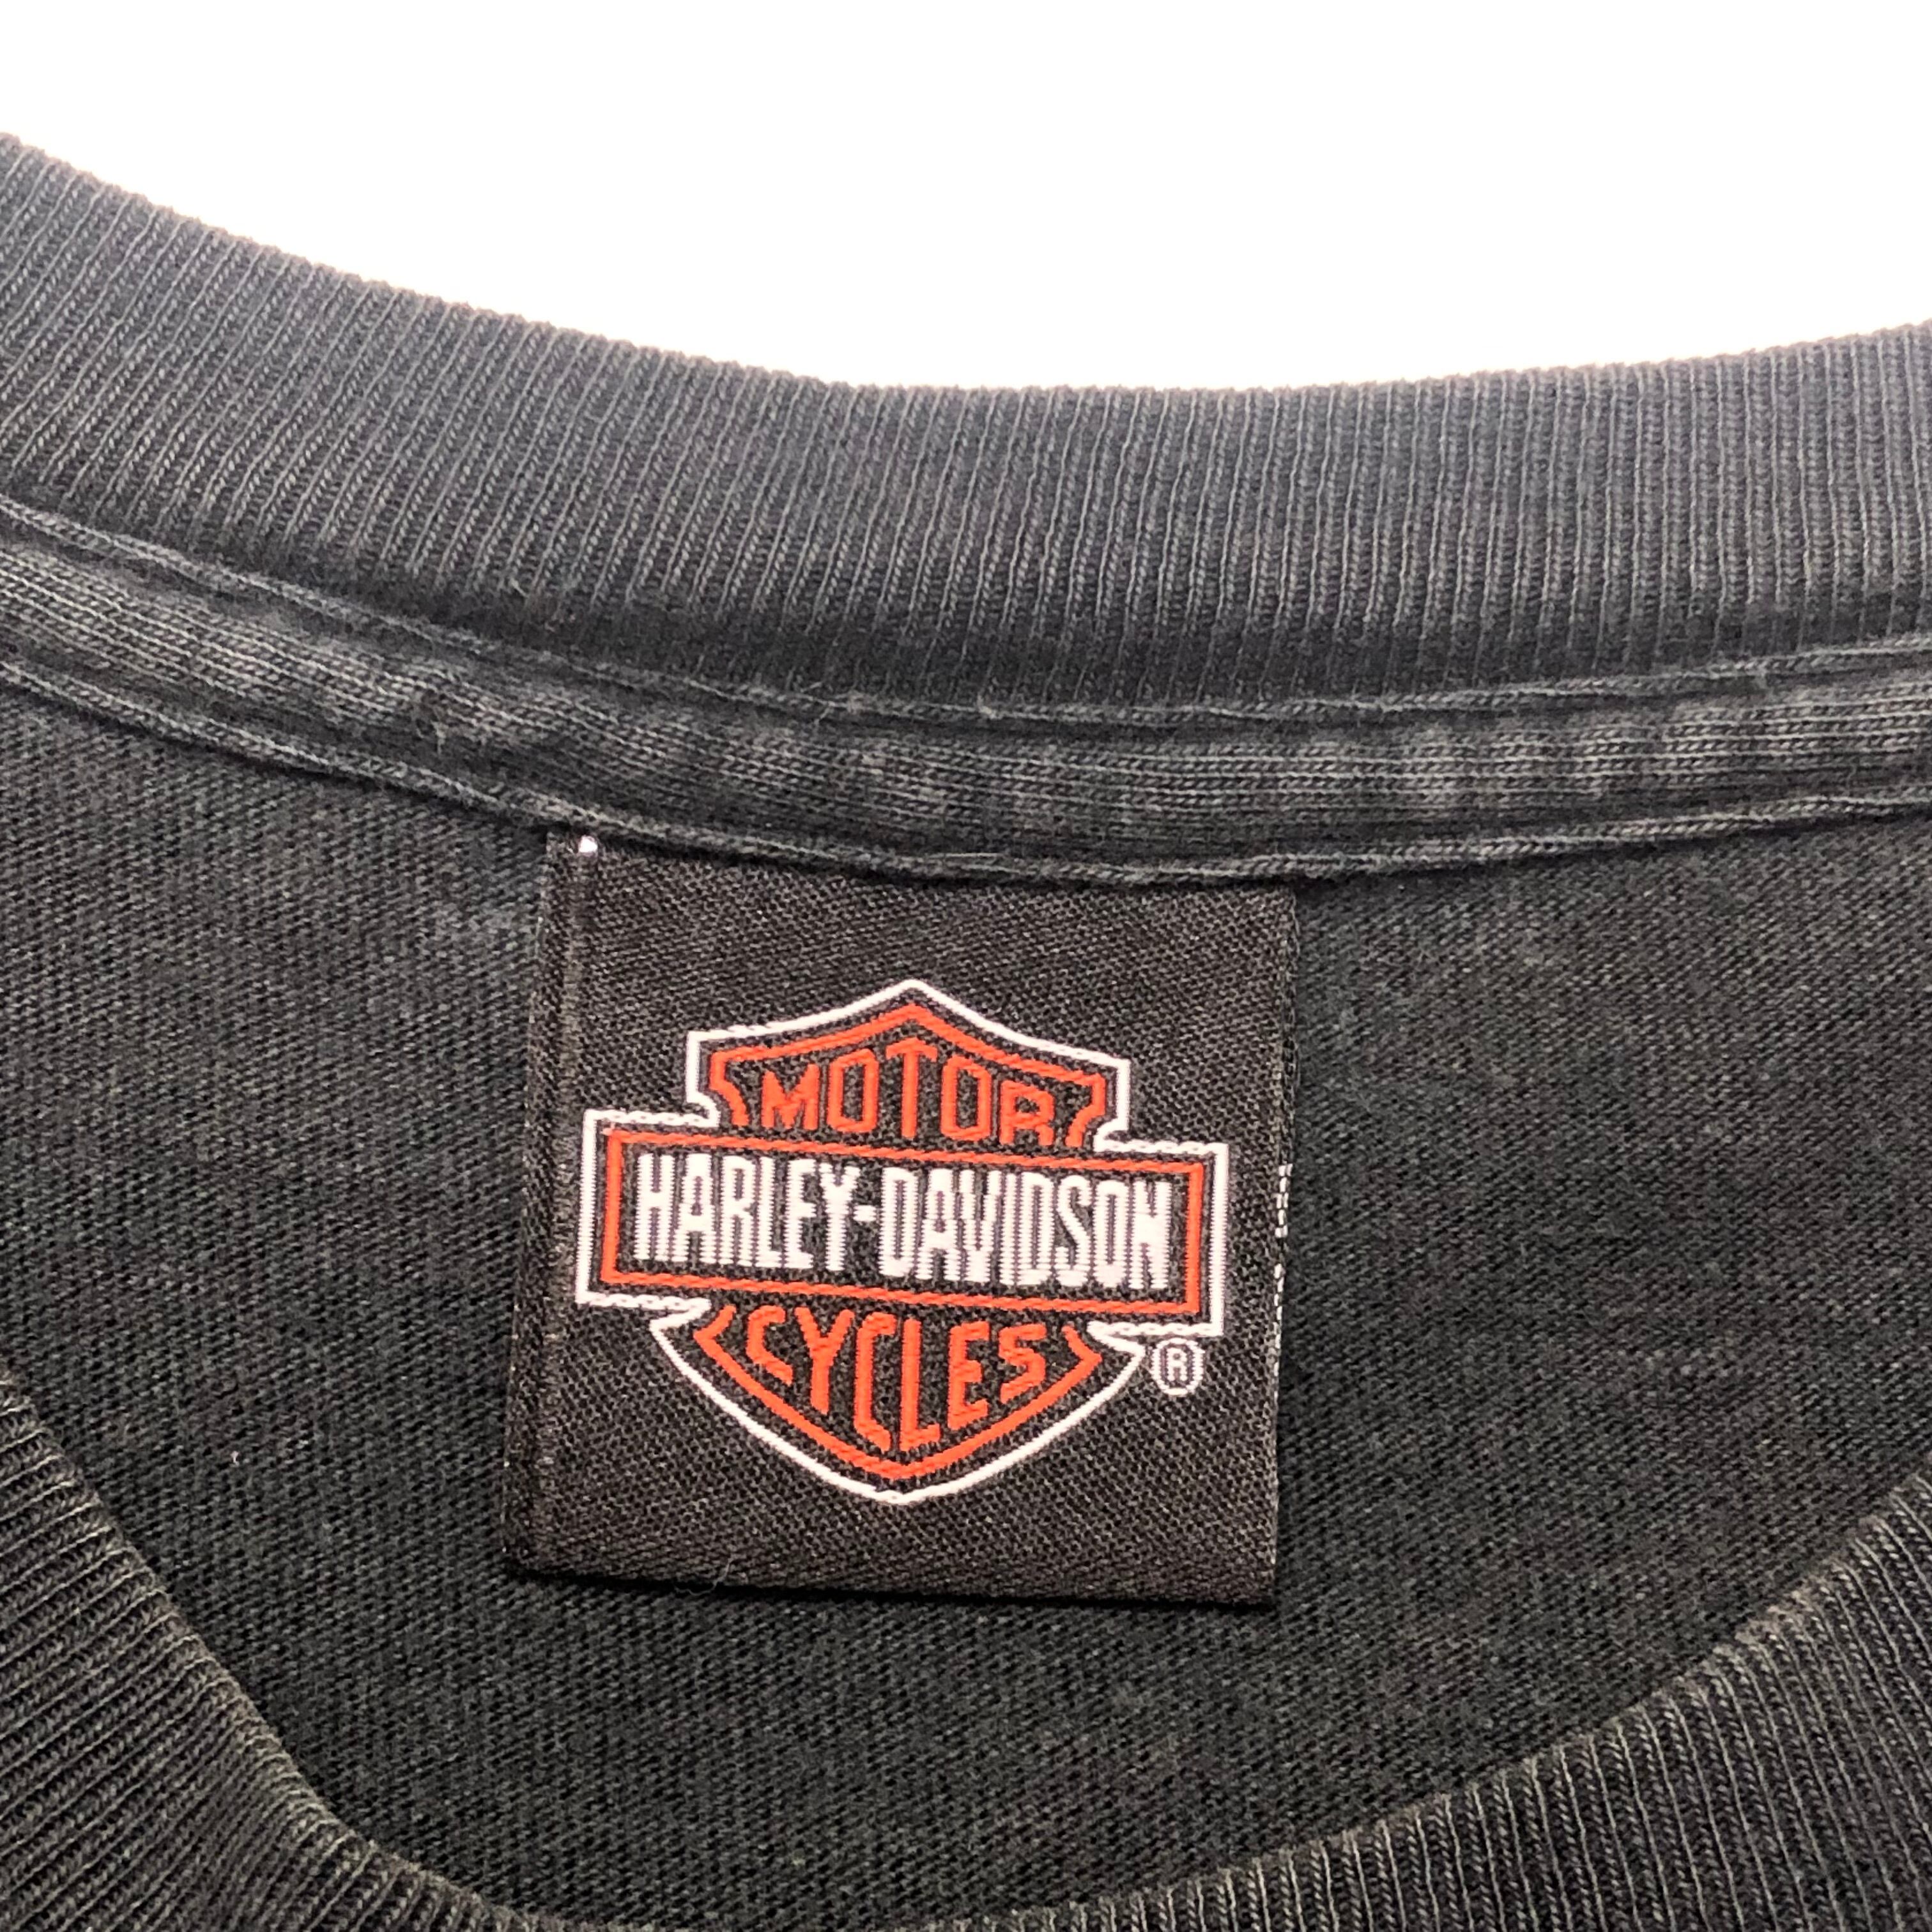 MOTOR
HARLEY-DAVIDSON
CYCLES
®